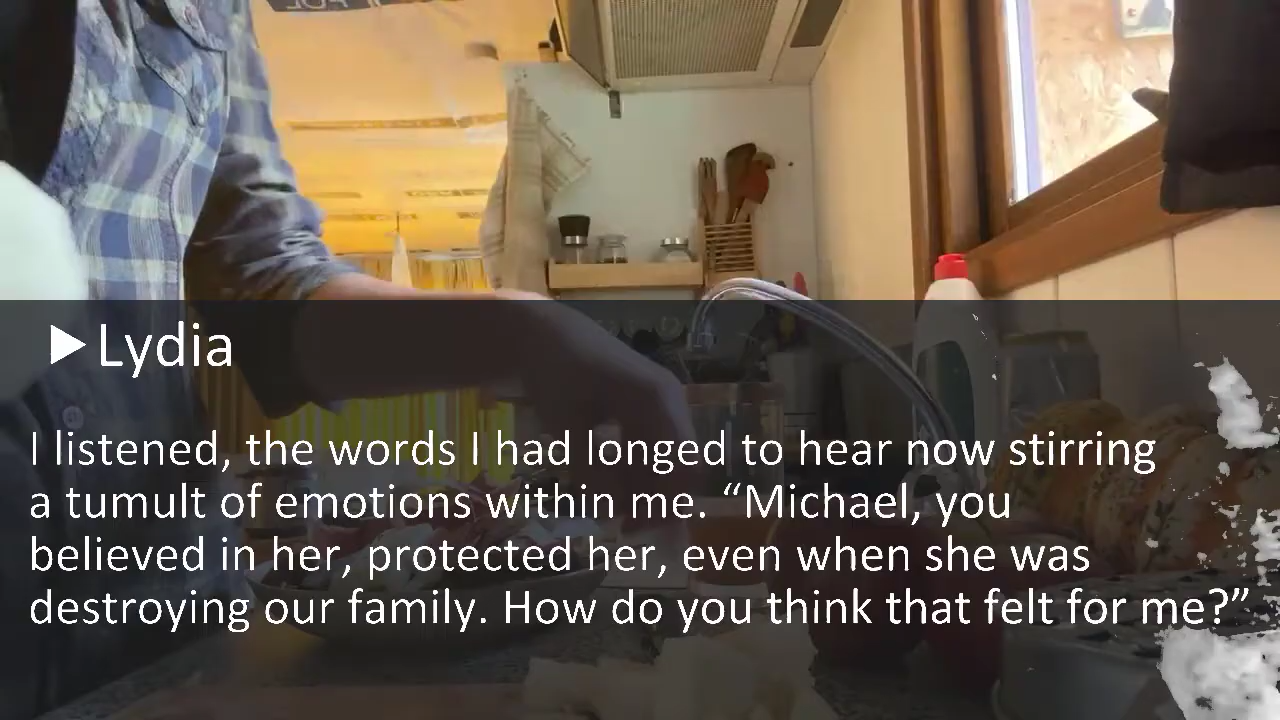 ▶Lydia
I listened, the words I had longed to hear now stirring
a tumult of emotions within me. “Michael, you
believed in her, protected her, even when she was
destroying our family. How do you think that felt for me?”